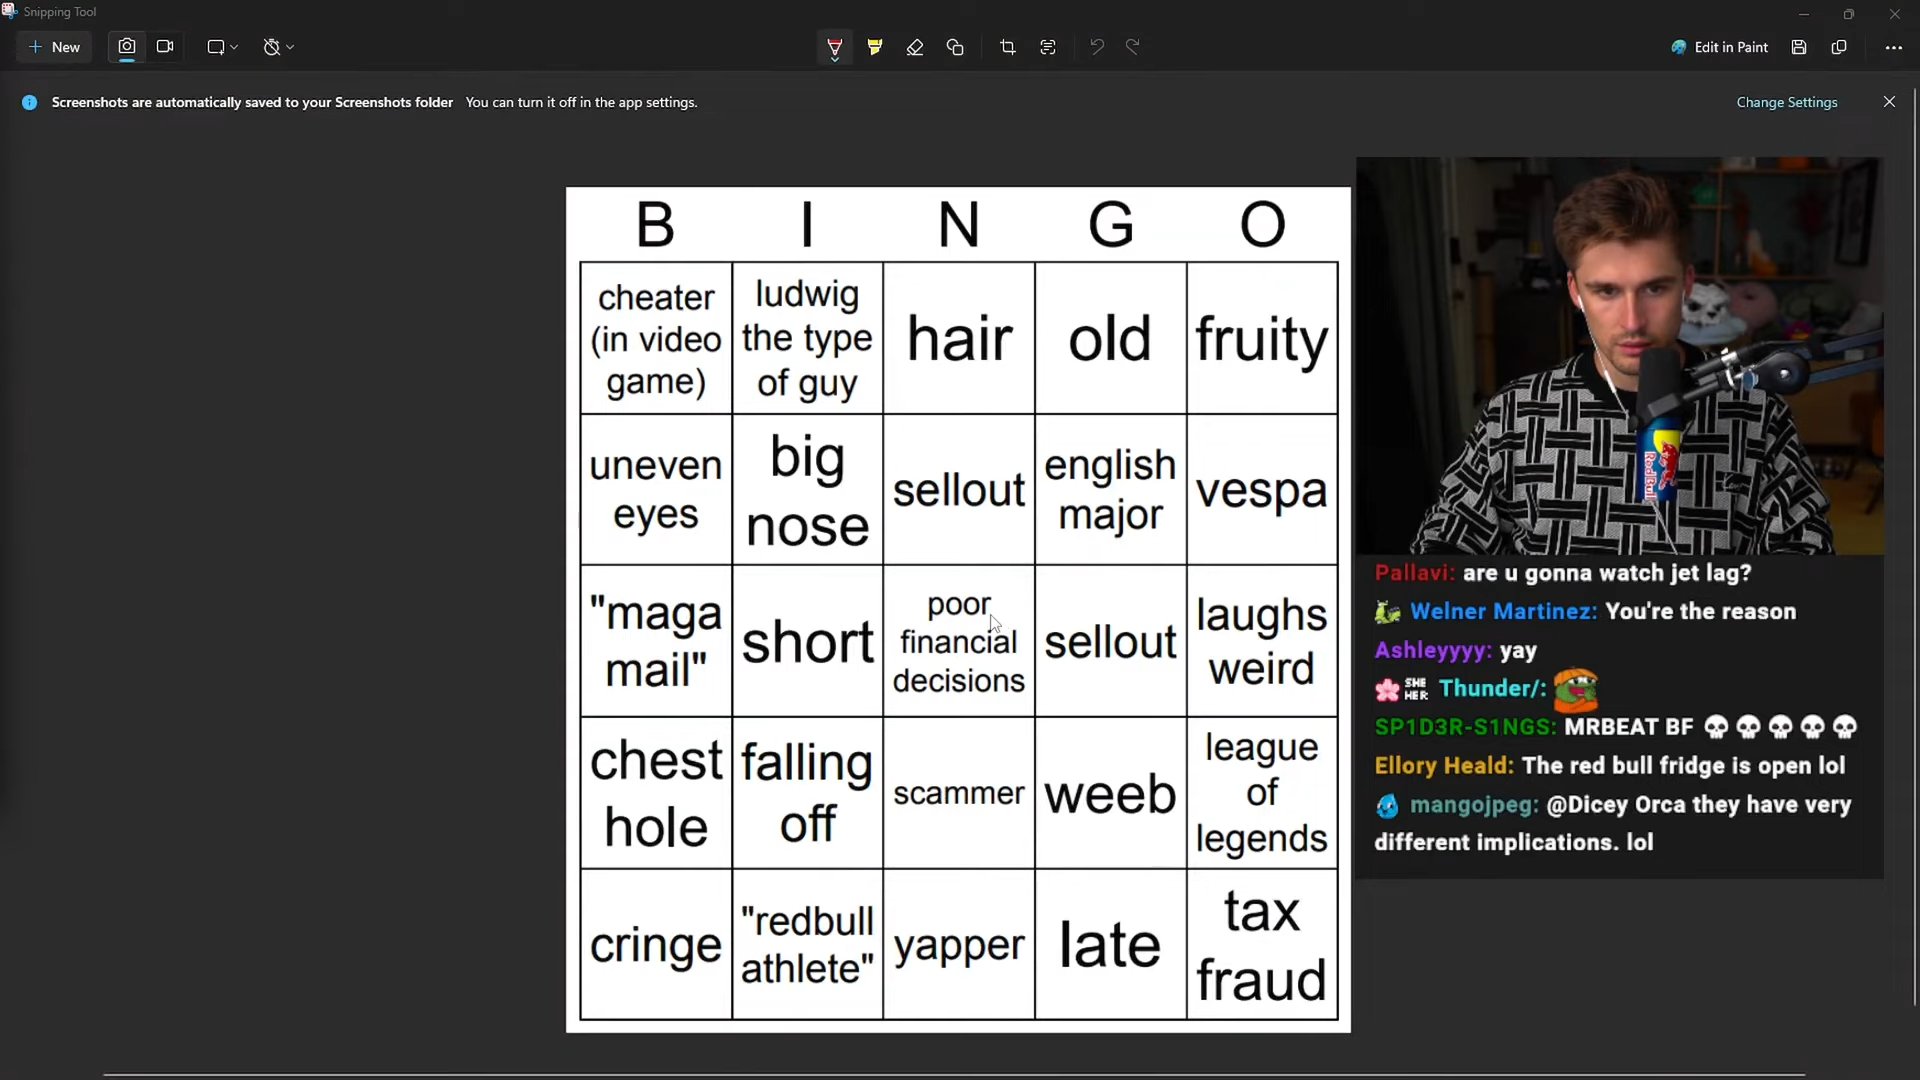 Snipping Tool
New
Edit in Paint
Screenshots are automatically saved to your Screenshots folder You can turn it off in the app settings.
Change Settings
B I N G O
cheater
(in video
game)
ludwig
the type
of guy
hair
old
fruity
uneven
eyes
big
nose
sellout
english
major
vespa
"maga
mail"
short
poor
financial
decisions
sellout
laughs
weird
chest
hole
falling
off
scammer
weeb
league
of
legends
cringe
"redbull
athlete"
yapper
late
tax
fraud
RedBull
Pallavi: are u gonna watch jet lag?
Welner Martinez: You're the reason
Ashleyyyy: yay
SHE
HER
Thunder/:
SP1D3R-S1NGS: MRBEAT BF 💀 💀 💀 💀 💀
Ellory Heald: The red bull fridge is open lol
mangojpeg: @Dicey Orca they have very
different implications. lol